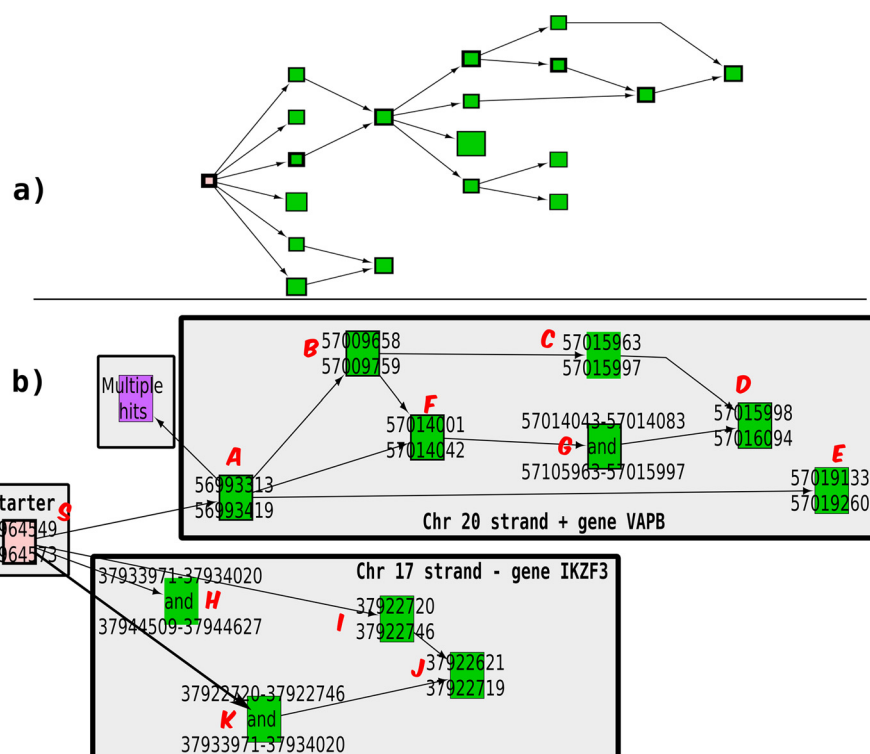 a)
b)
Multiple
hits
B
57009658
57009759
C
57015963
57015997
D
57015998
57016094
F
57014001
57014042
57014043-57014083
G
and
57105963-57015997
A
56993313
56993419
E
57019133
57019260
Chr 20 strand + gene VAPB
tarter
S
964549
964573
Chr 17 strand - gene IKZF3
37933971-37934020
and
H
37944509-37944627
I
37922720
37922746
J
37922621
37922719
37922720-37922746
K
and
37933971-37934020